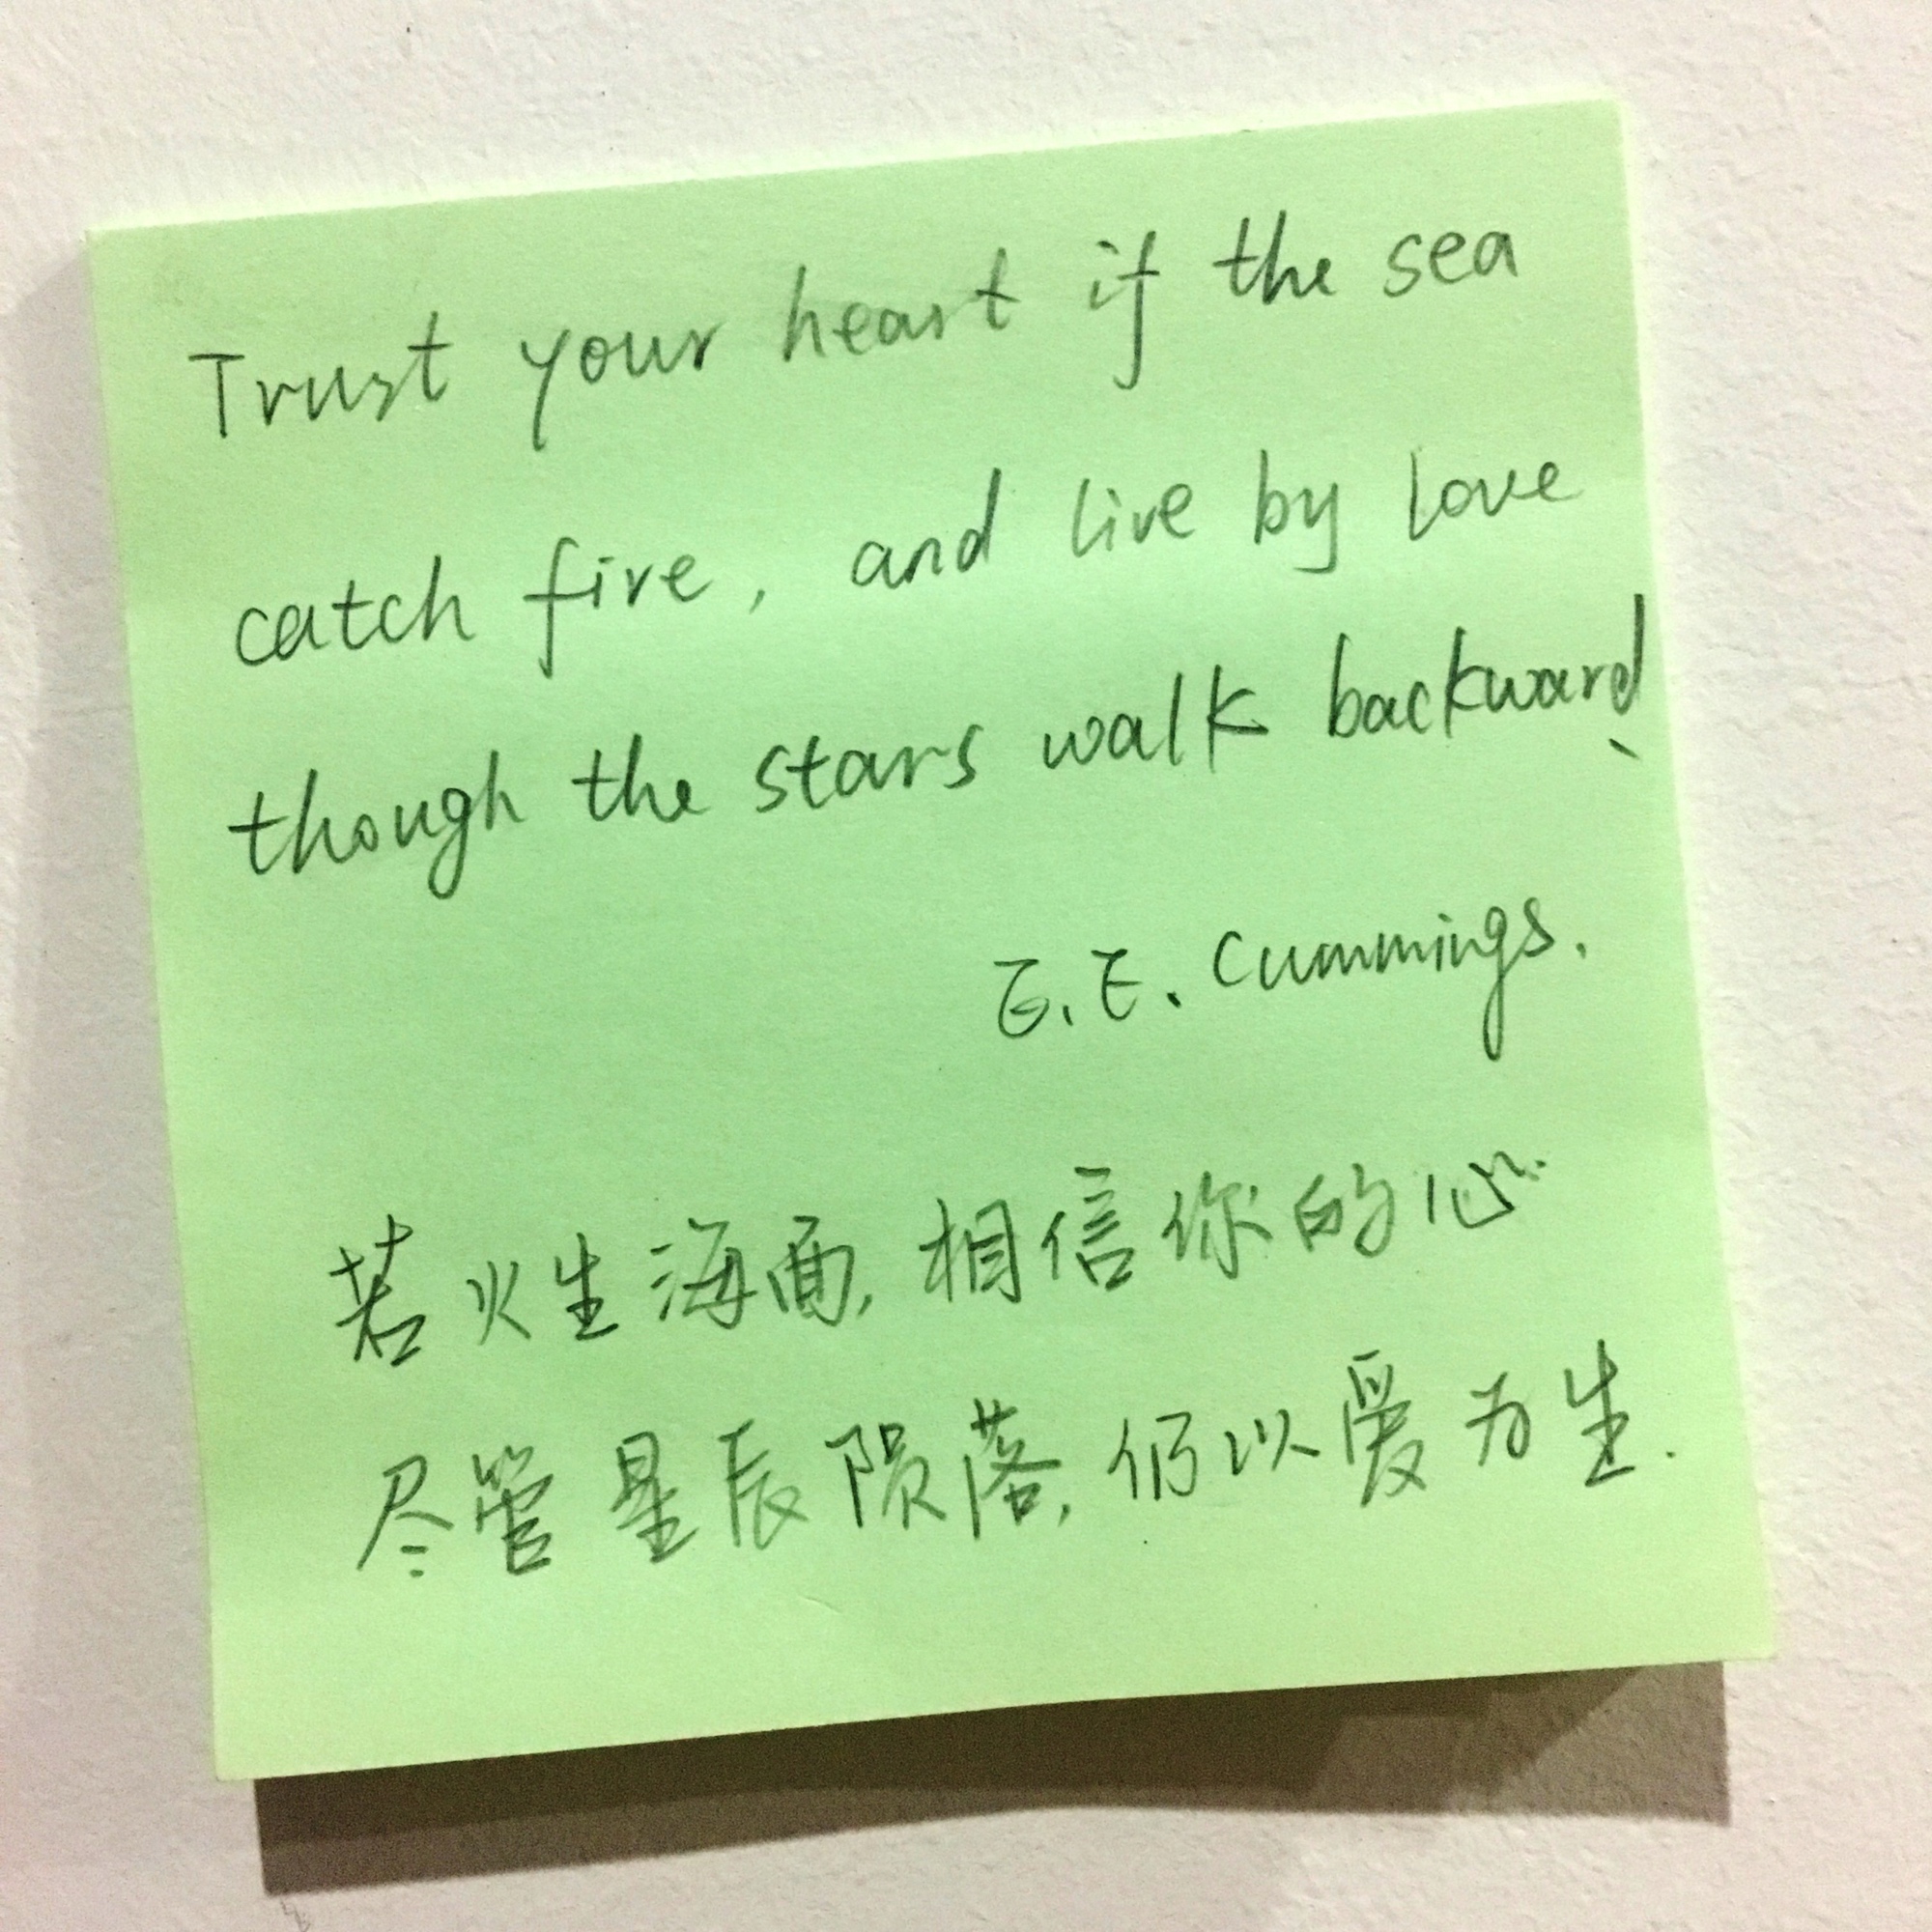 Trust your heart if the sea
catch fire, and live by love
though the stars walk backward、
E.E. Cummings.
若火生海面,相信你的心
尽管星辰陨落,仍以爱为生.